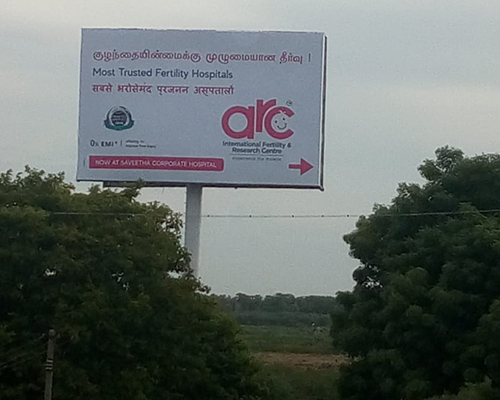 குழந்தையின்மைக்கு முழுமையான தீர்வு !
Most Trusted Fertility Hospitals
सबसे भरोसेमंद प्रजनन अस्पतालों
arc
0% EMI*
International Fertility &
Research Centre
NOW AT SAVEETHA CORPORATE HOSPITAL